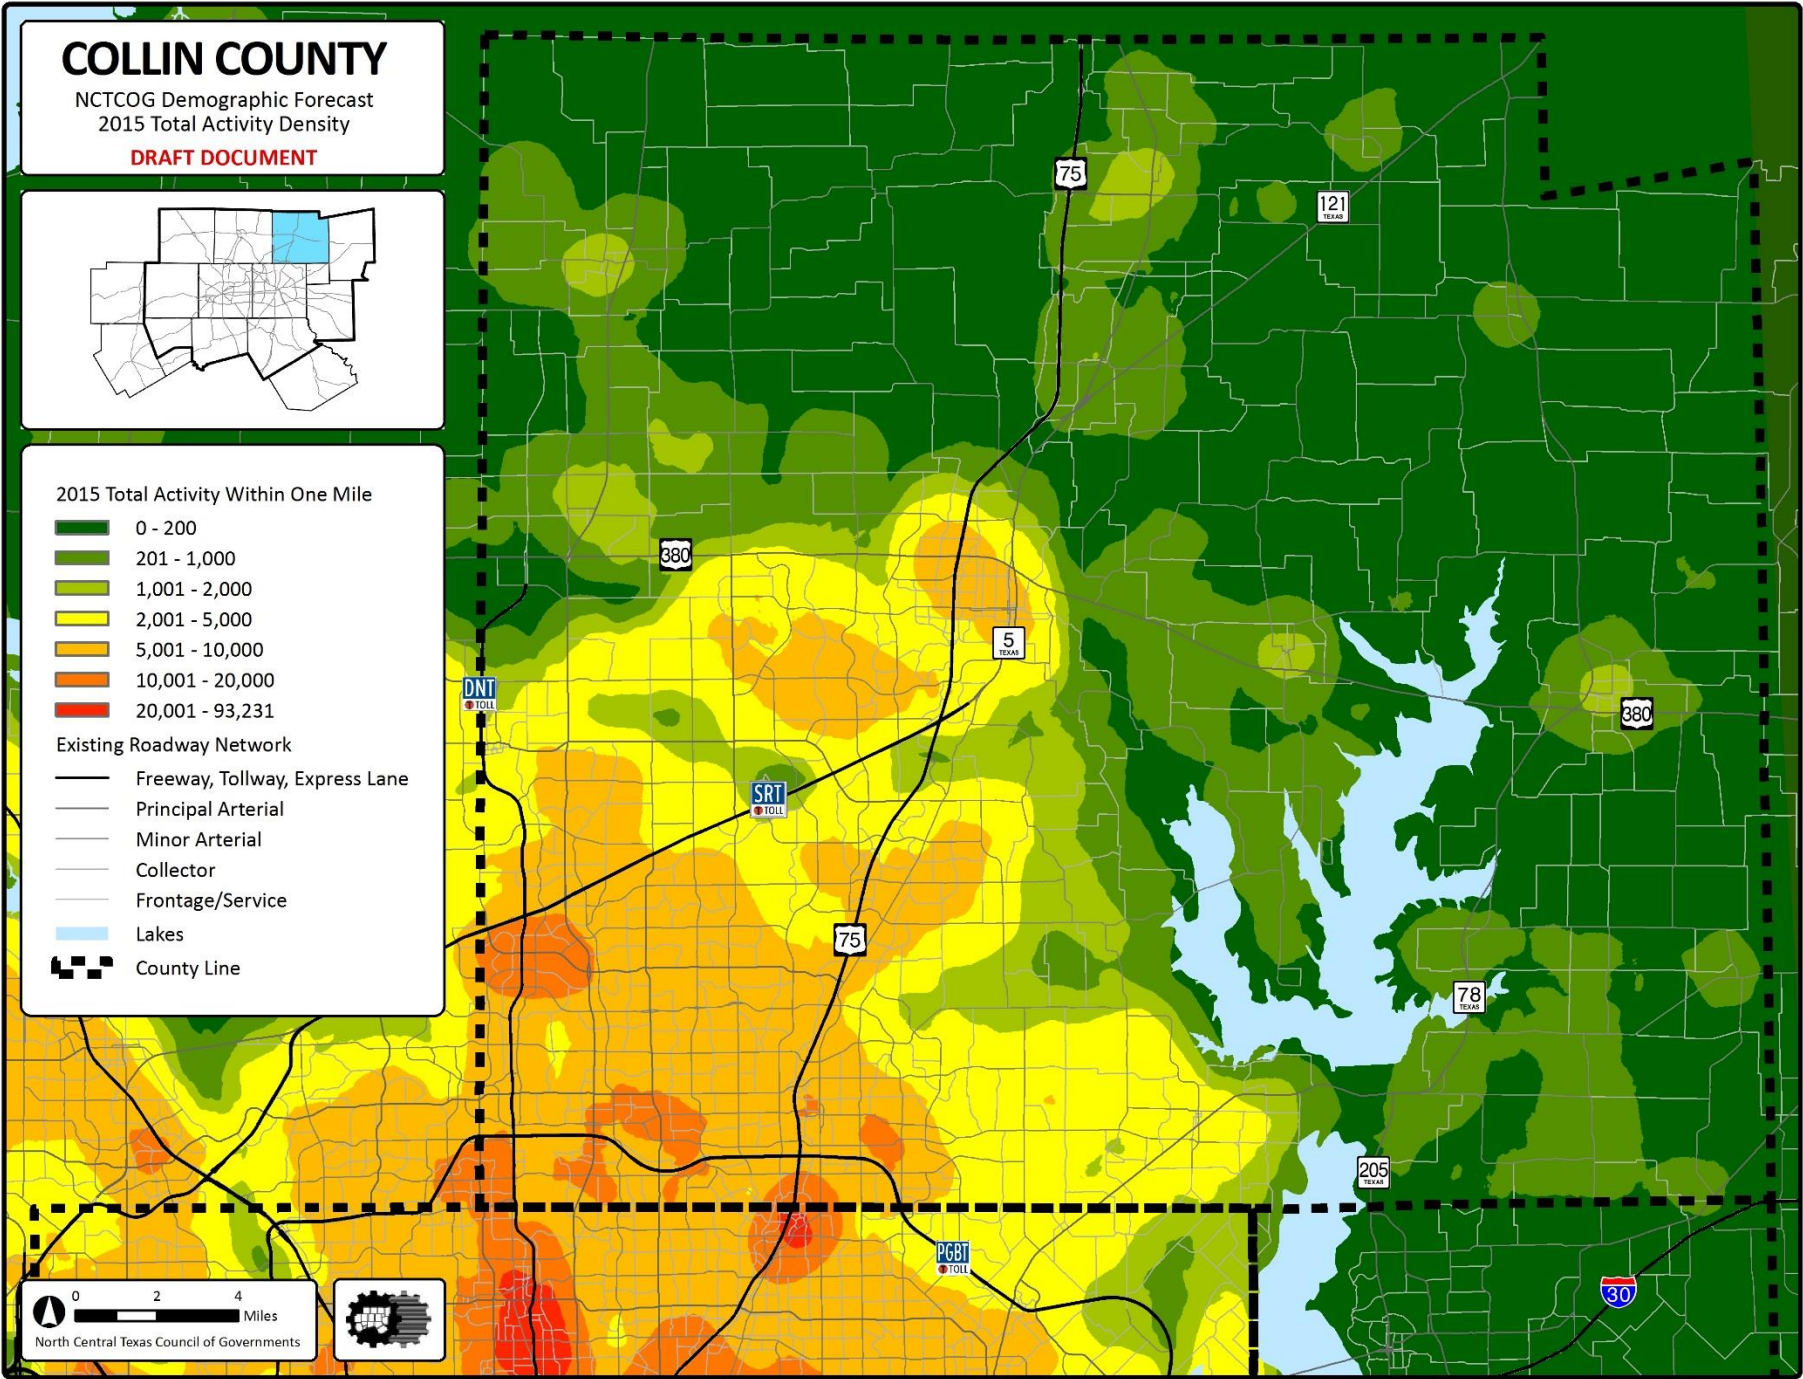 COLLIN COUNTY
NCTCOG Demographic Forecast
2015 Total Activity Density
DRAFT DOCUMENT
2015 Total Activity Within One Mile
0 - 200
201 - 1,000
1,001 - 2,000
2,001 - 5,000
5,001 - 10,000
10,001 - 20,000
20,001 - 93,231
Existing Roadway Network
Freeway, Tollway, Express Lane
Principal Arterial
Minor Arterial
Collector
Frontage/Service
Lakes
County Line
75
121
TEXAS
380
5
TEXAS
DNT
TOLL
380
SRT
TOLL
75
78
TEXAS
205
TEXAS
PGBT
TOLL
30
0 2 4
Miles
North Central Texas Council of Governments